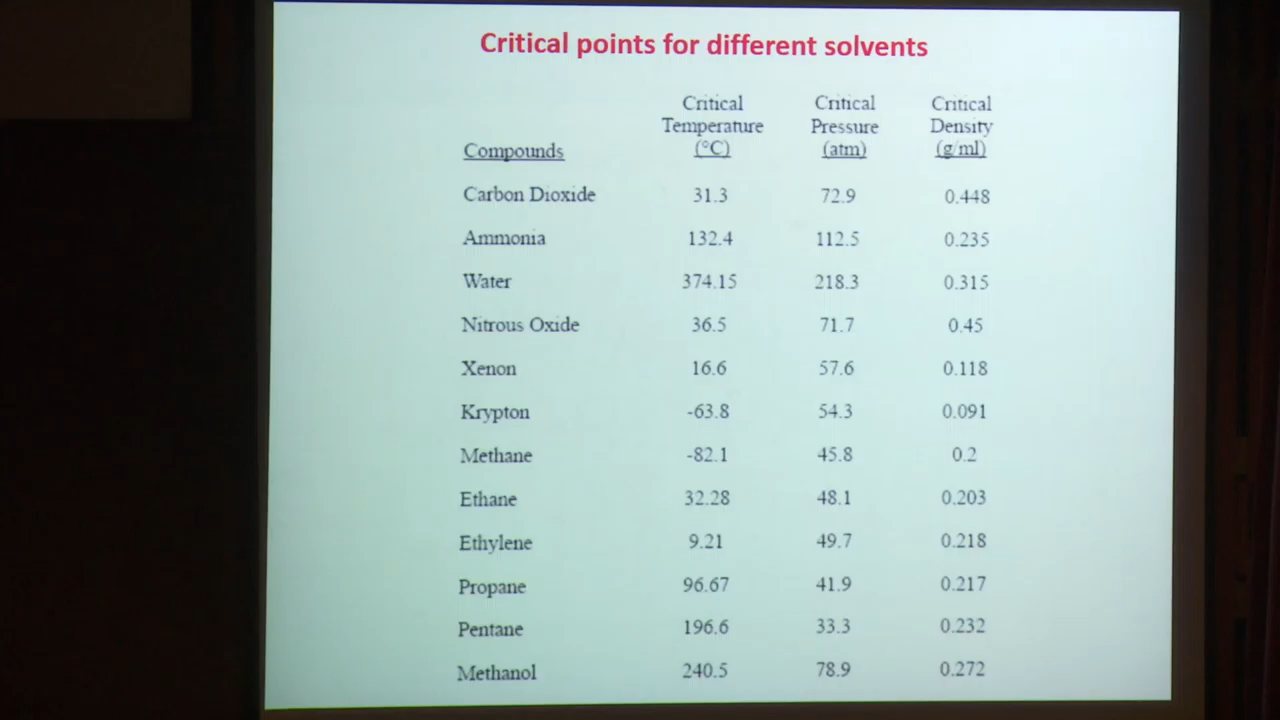 Critical points for different solvents
Critical Critical Critical
Temperature Pressure Density
Compounds (°C) (atm) (g/ml)
Carbon Dioxide 31.3 72.9 0.448
Ammonia 132.4 112.5 0.235
Water 374.15 218.3 0.315
Nitrous Oxide 36.5 71.7 0.45
Xenon 16.6 57.6 0.118
Krypton -63.8 54.3 0.091
Methane -82.1 45.8 0.2
Ethane 32.28 48.1 0.203
Ethylene 9.21 49.7 0.218
Propane 96.67 41.9 0.217
Pentane 196.6 33.3 0.232
Methanol 240.5 78.9 0.272